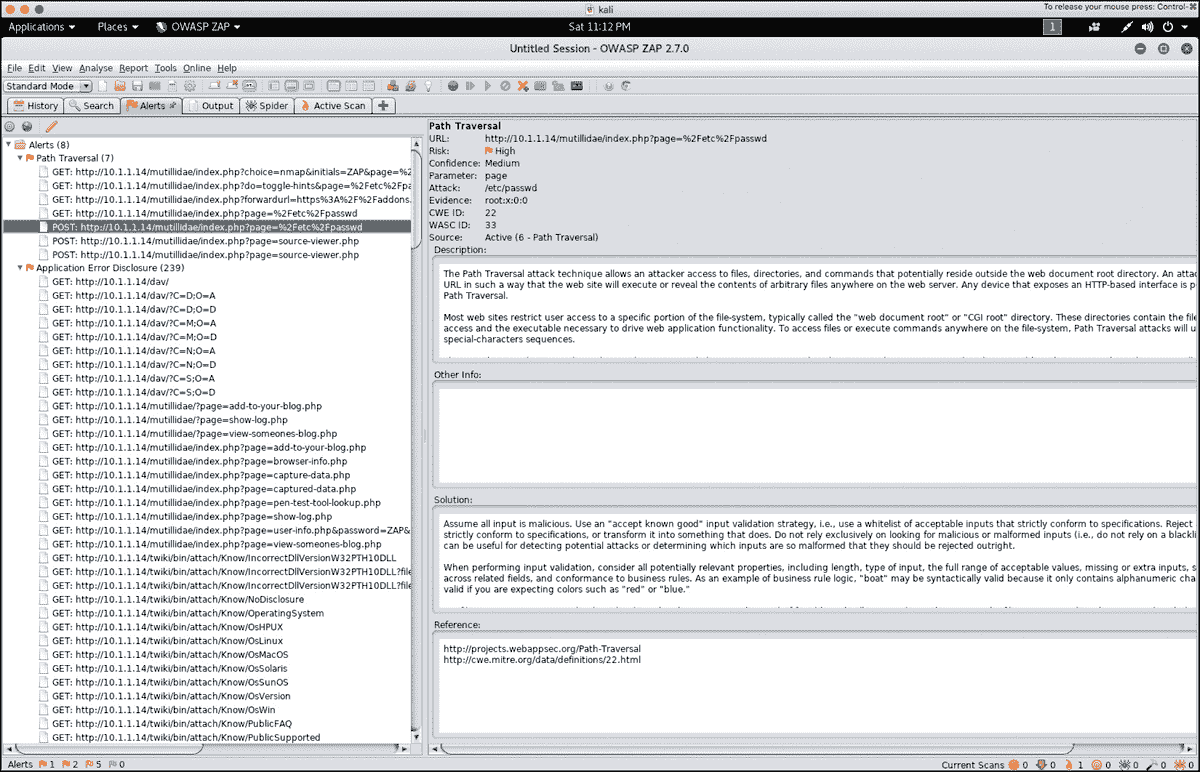 kali
To release your mouse press: Control-⌘
Applications Places OWASP ZAP Sat 11:12 PM 1
Untitled Session - OWASP ZAP 2.7.0
File Edit View Analyse Report Tools Online Help
Standard Mode
History Search Alerts Output Spider Active Scan
Alerts (8)
Path Traversal (7)
GET: http://10.1.1.14/mutillidae/index.php?choice=nmap&initials=ZAP&page=%2
GET: http://10.1.1.14/mutillidae/index.php?do=toggle-hints&page=%2Fetc%2Fpa
GET: http://10.1.1.14/mutillidae/index.php?forwardurl=https%3A%2F%2Faddons.
GET: http://10.1.1.14/mutillidae/index.php?page=%2Fetc%2Fpasswd
POST: http://10.1.1.14/mutillidae/index.php?page=%2Fetc%2Fpasswd
POST: http://10.1.1.14/mutillidae/index.php?page=source-viewer.php
POST: http://10.1.1.14/mutillidae/index.php?page=source-viewer.php
Application Error Disclosure (239)
GET: http://10.1.1.14/dav/
GET: http://10.1.1.14/dav/?C=D;O=A
GET: http://10.1.1.14/dav/?C=D;O=D
GET: http://10.1.1.14/dav/?C=M;O=A
GET: http://10.1.1.14/dav/?C=M;O=D
GET: http://10.1.1.14/dav/?C=N;O=A
GET: http://10.1.1.14/dav/?C=N;O=D
GET: http://10.1.1.14/dav/?C=S;O=A
GET: http://10.1.1.14/dav/?C=S;O=D
GET: http://10.1.1.14/mutillidae/?page=add-to-your-blog.php
GET: http://10.1.1.14/mutillidae/?page=show-log.php
GET: http://10.1.1.14/mutillidae/?page=view-someones-blog.php
GET: http://10.1.1.14/mutillidae/index.php?page=add-to-your-blog.php
GET: http://10.1.1.14/mutillidae/index.php?page=browser-info.php
GET: http://10.1.1.14/mutillidae/index.php?page=capture-data.php
GET: http://10.1.1.14/mutillidae/index.php?page=captured-data.php
GET: http://10.1.1.14/mutillidae/index.php?page=pen-test-tool-lookup.php
GET: http://10.1.1.14/mutillidae/index.php?page=show-log.php
GET: http://10.1.1.14/mutillidae/index.php?page=user-info.php&password=ZAP&
GET: http://10.1.1.14/mutillidae/index.php?page=view-someones-blog.php
GET: http://10.1.1.14/twiki/bin/attach/Know/IncorrectDllVersionW32PTH10DLL
GET: http://10.1.1.14/twiki/bin/attach/Know/IncorrectDllVersionW32PTH10DLL?file
GET: http://10.1.1.14/twiki/bin/attach/Know/IncorrectDllVersionW32PTH10DLL?file
GET: http://10.1.1.14/twiki/bin/attach/Know/NoDisclosure
GET: http://10.1.1.14/twiki/bin/attach/Know/OperatingSystem
GET: http://10.1.1.14/twiki/bin/attach/Know/OsHPUX
GET: http://10.1.1.14/twiki/bin/attach/Know/OsLinux
GET: http://10.1.1.14/twiki/bin/attach/Know/OsMacOS
GET: http://10.1.1.14/twiki/bin/attach/Know/OsSolaris
GET: http://10.1.1.14/twiki/bin/attach/Know/OsSunOS
GET: http://10.1.1.14/twiki/bin/attach/Know/OsVersion
GET: http://10.1.1.14/twiki/bin/attach/Know/OsWin
GET: http://10.1.1.14/twiki/bin/attach/Know/PublicFAQ
GET: http://10.1.1.14/twiki/bin/attach/Know/PublicSupported
Path Traversal
URL: http://10.1.1.14/mutillidae/index.php?page=%2Fetc%2Fpasswd
Risk: High
Confidence: Medium
Parameter: page
Attack: /etc/passwd
Evidence: root:x:0:0
CWE ID: 22
WASC ID: 33
Source: Active (6 - Path Traversal)
Description:
The Path Traversal attack technique allows an attacker access to files, directories, and commands that potentially reside outside the web document root directory. An atta
URL in such a way that the web site will execute or reveal the contents of arbitrary files anywhere on the web server. Any device that exposes an HTTP-based interface is p
Path Traversal.
Most web sites restrict user access to a specific portion of the file-system, typically called the "web document root" or "CGI root" directory. These directories contain the file
access and the executable necessary to drive web application functionality. To access files or execute commands anywhere on the file-system, Path Traversal attacks will u
special-characters sequences.
Other Info:
Solution:
Assume all input is malicious. Use an "accept known good" input validation strategy, i.e., use a whitelist of acceptable inputs that strictly conform to specifications. Reject
strictly conform to specifications, or transform it into something that does. Do not rely exclusively on looking for malicious or malformed inputs (i.e., do not rely on a blackli
can be useful for detecting potential attacks or determining which inputs are so malformed that they should be rejected outright.
When performing input validation, consider all potentially relevant properties, including length, type of input, the full range of acceptable values, missing or extra inputs, s
across related fields, and conformance to business rules. As an example of business rule logic, "boat" may be syntactically valid because it only contains alphanumeric cha
valid if you are expecting colors such as "red" or "blue."
Reference:
http://projects.webappsec.org/Path-Traversal
http://cwe.mitre.org/data/definitions/22.html
Alerts 1 2 5 0
Current Scans 0 0 1 0 0 0 0